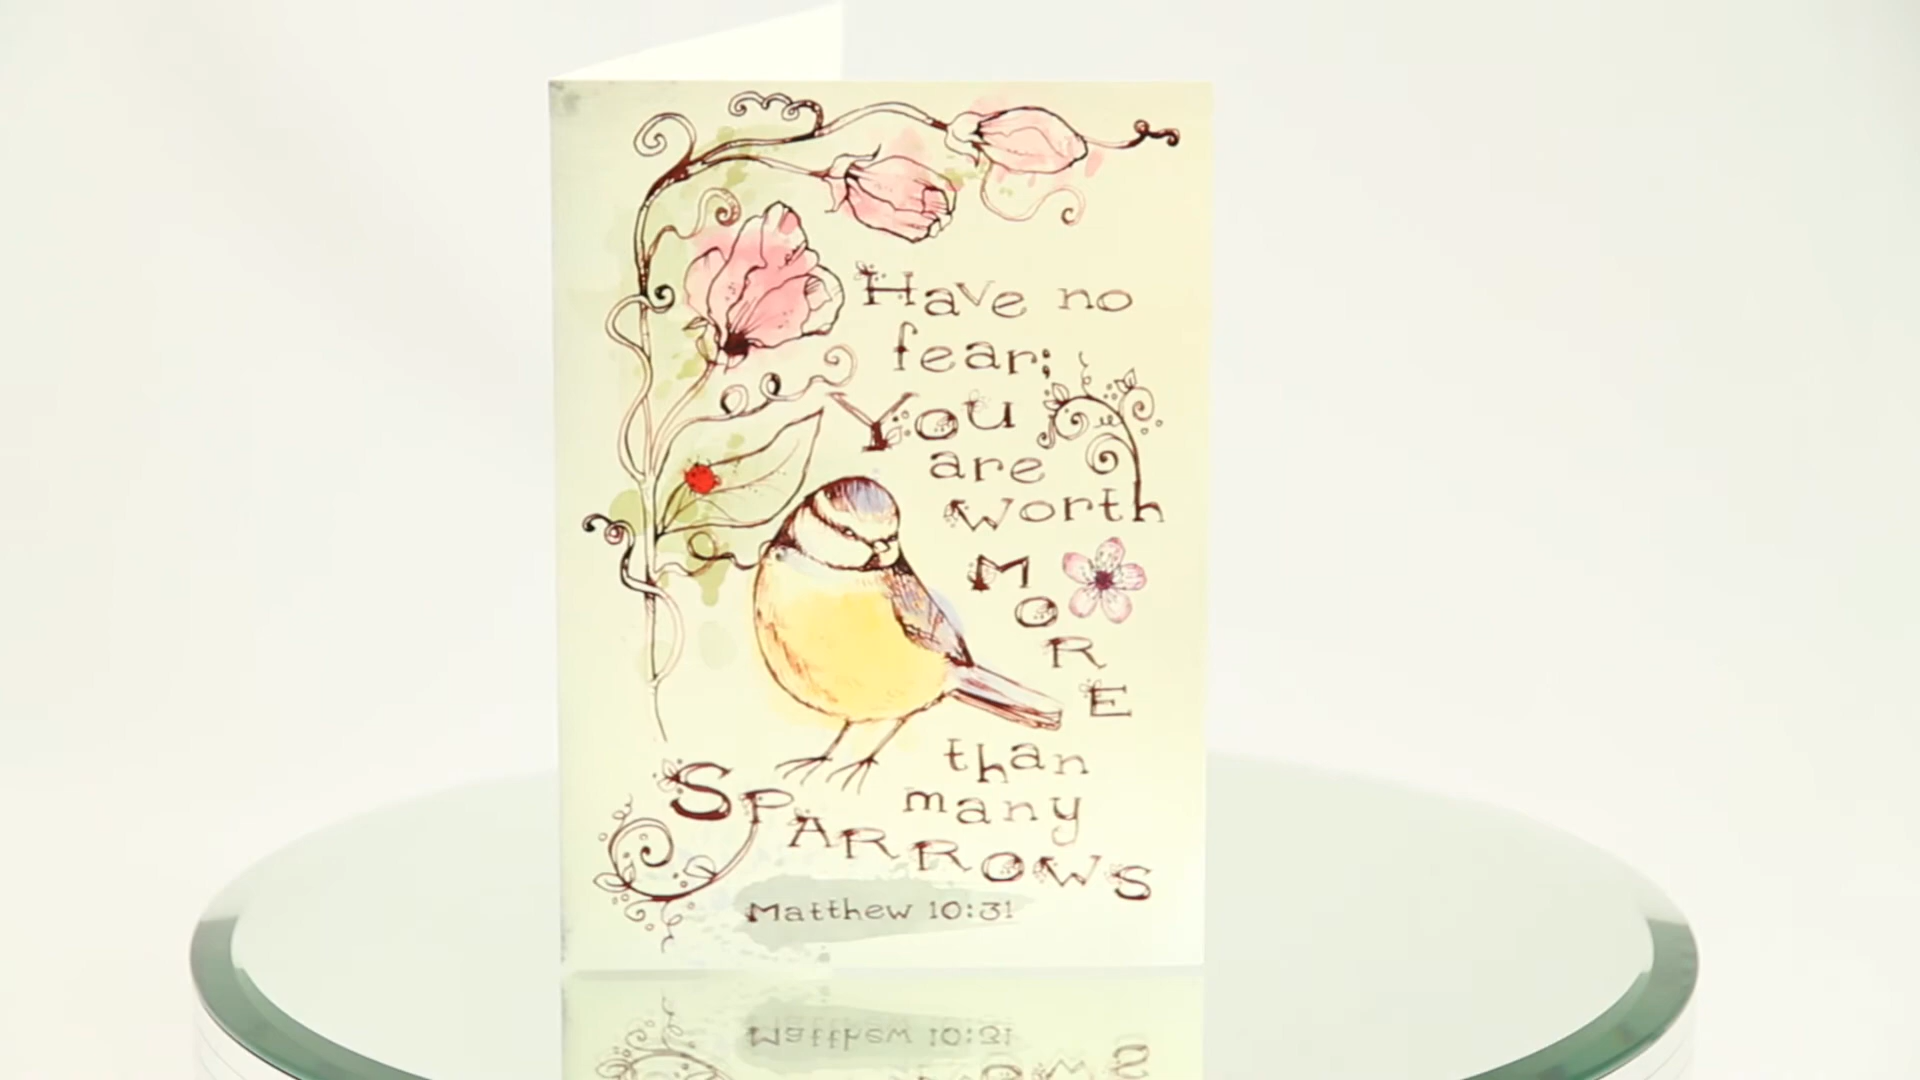 Have no
fear;
You
are
worth
MORE
than
many
SPARROWS
Matthew 10:31